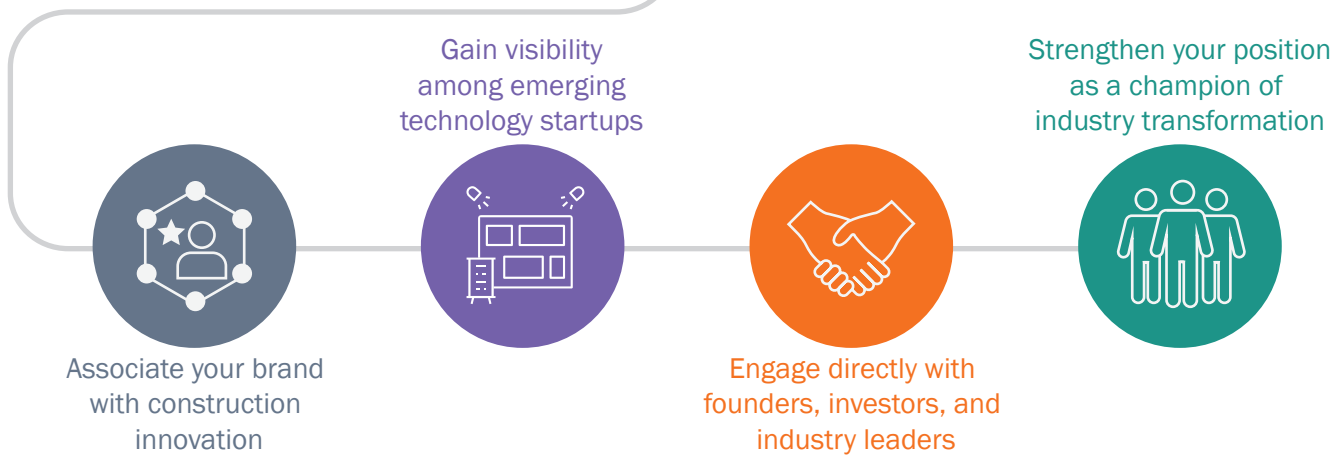 Gain visibility
among emerging
technology startups
Strengthen your position
as a champion of
industry transformation
Associate your brand
with construction
innovation
Engage directly with
founders, investors, and
industry leaders